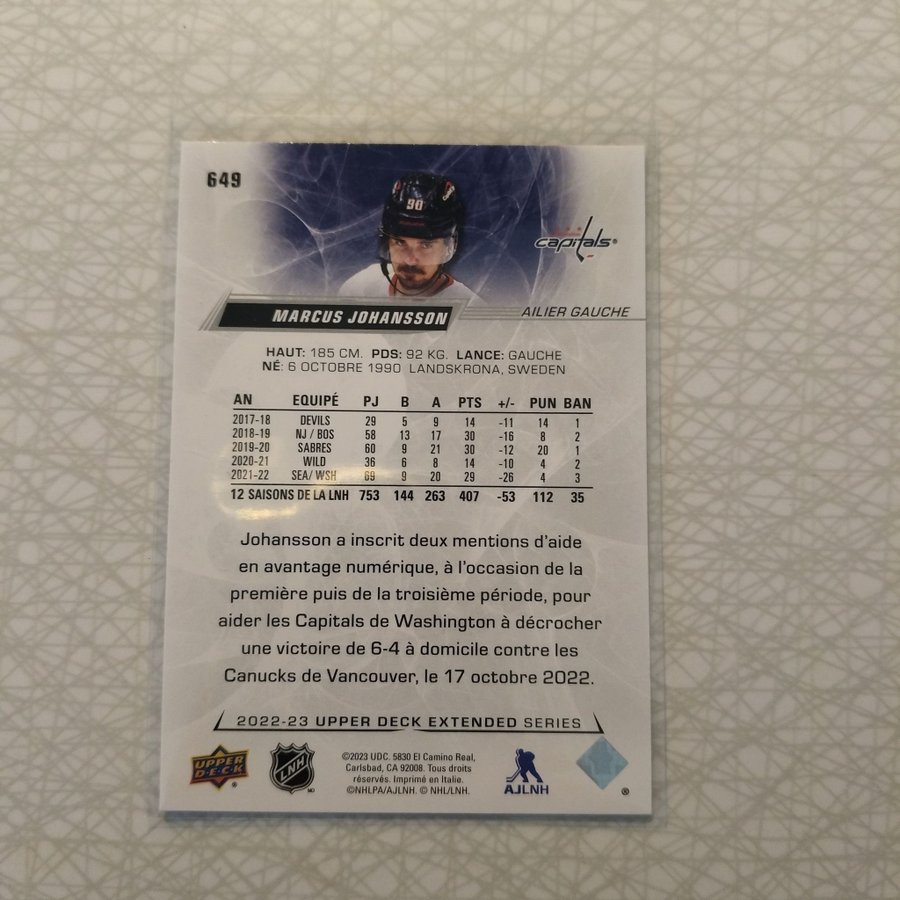 649
90
capitals®
MARCUS JOHANSSON
AILIER GAUCHE
HAUT: 185 CM. PDS: 92 KG. LANCE: GAUCHE
NÉ: 6 OCTOBRE 1990 LANDSKRONA, SWEDEN
AN EQUIPÉ PJ B A PTS +/- PUN BAN
2017-18 DEVILS 29 5 9 14 -11 14 1
2018-19 NJ / BOS 58 13 17 30 -16 8 2
2019-20 SABRES 60 9 21 30 -12 20 1
2020-21 WILD 36 6 8 14 -10 4 2
2021-22 SEA/ WSH 69 9 20 29 -26 4 3
12 SAISONS DE LA LNH 753 144 263 407 -53 112 35
Johansson a inscrit deux mentions d'aide
en avantage numérique, à l'occasion de la
première puis de la troisième période, pour
aider les Capitals de Washington à décrocher
une victoire de 6-4 à domicile contre les
Canucks de Vancouver, le 17 octobre 2022.
2022-23 UPPER DECK EXTENDED SERIES
UPPER DECK ®
LNH MD
©2023 UDC. 5830 El Camino Real,
Carlsbad, CA 92008. Tous droits
réservés. Imprimé en Italie.
©NHLPA/AJLNH. © NHL/LNH.
AJLNH
®